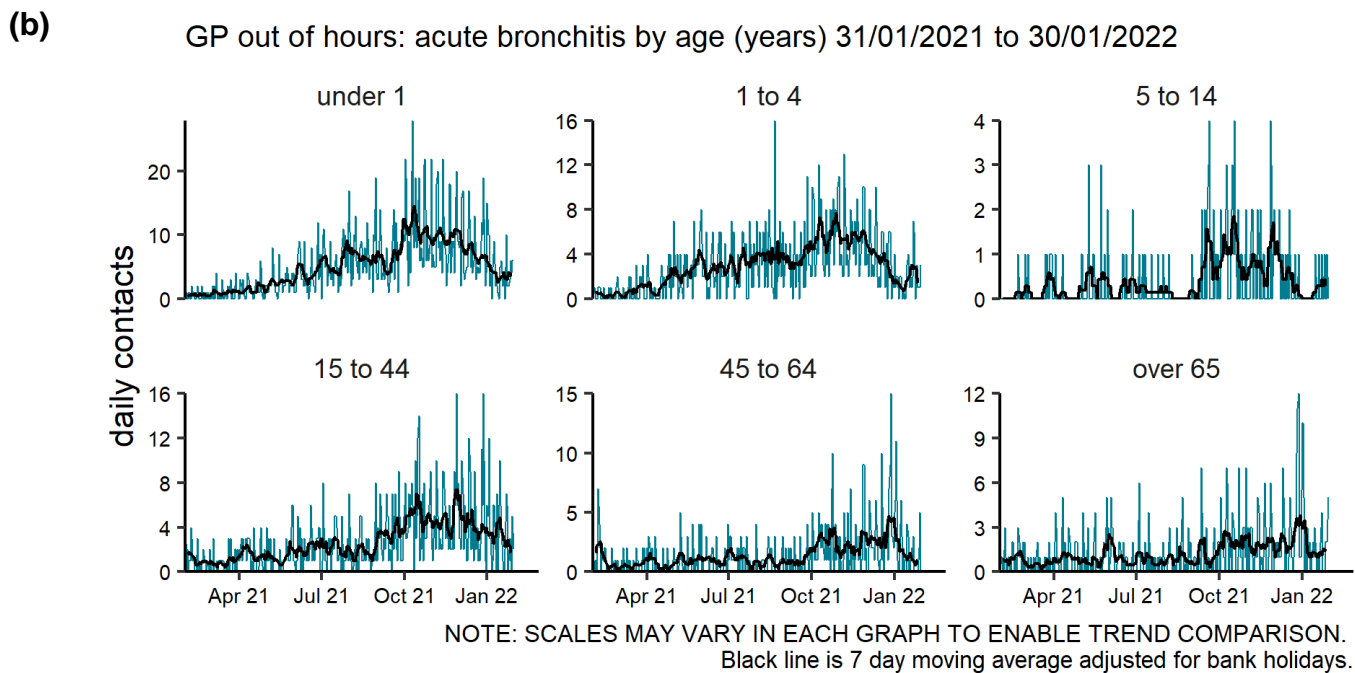 (b)
GP out of hours: acute bronchitis by age (years) 31/01/2021 to 30/01/2022
under 1
1 to 4
5 to 14
20
10
0
16
12
8
4
0
4
3
2
1
0
daily contacts
15 to 44
45 to 64
over 65
16
12
8
4
0
15
10
5
0
12
9
6
3
0
Apr 21 Jul 21 Oct 21 Jan 22
Apr 21 Jul 21 Oct 21 Jan 22
Apr 21 Jul 21 Oct 21 Jan 22
NOTE: SCALES MAY VARY IN EACH GRAPH TO ENABLE TREND COMPARISON.
Black line is 7 day moving average adjusted for bank holidays.